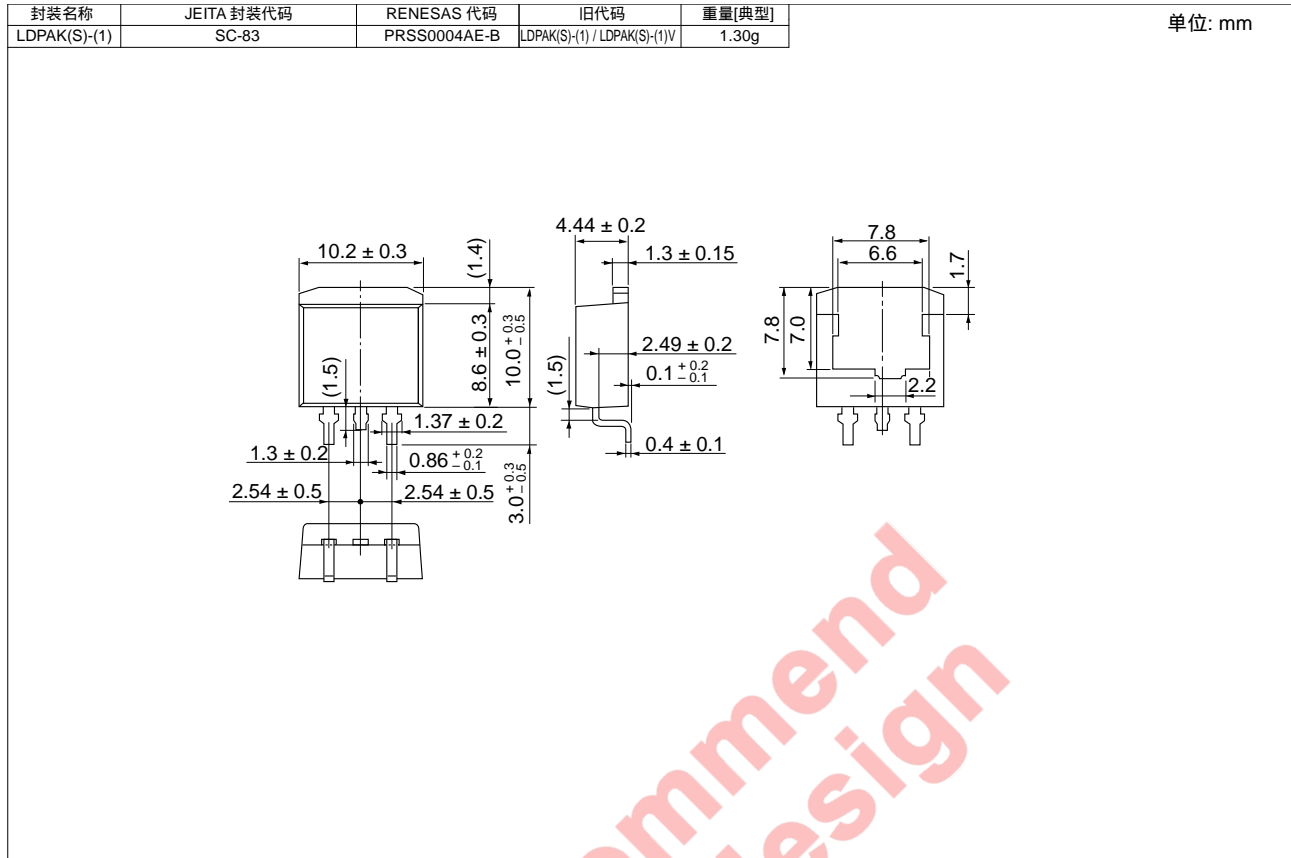 封装名称 JEITA 封装代码 RENESAS 代码 旧代码 重量[典型]
LDPAK(S)-(1) SC-83 PRSS0004AE-B LDPAK(S)-(1) / LDPAK(S)-(1)V 1.30g
单位: mm
10.2 ± 0.3
(1.4)
8.6 ± 0.3
10.0 + 0.3 − 0.5
(1.5)
1.37 ± 0.2
1.3 ± 0.2
0.86 + 0.2 − 0.1
2.54 ± 0.5
2.54 ± 0.5
3.0 + 0.3 − 0.5
4.44 ± 0.2
1.3 ± 0.15
2.49 ± 0.2
(1.5)
0.1 + 0.2 − 0.1
0.4 ± 0.1
7.8
6.6
1.7
7.8
7.0
2.2
ommend
design